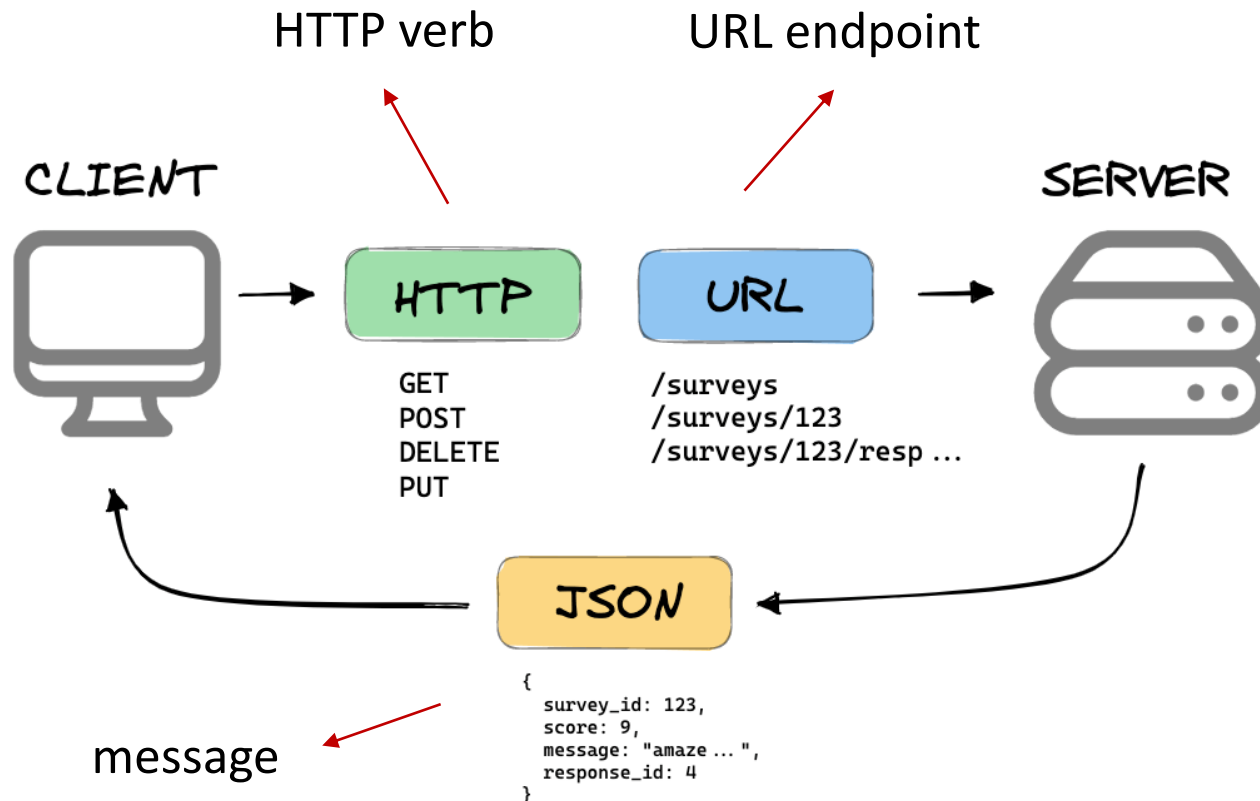 HTTP verb
URL endpoint
CLIENT
SERVER
HTTP
URL
GET
POST
DELETE
PUT
/surveys
/surveys/123
/surveys/123/resp ...
JSON
{
survey_id: 123,
score: 9,
message: "amaze ... ",
response_id: 4
}
message